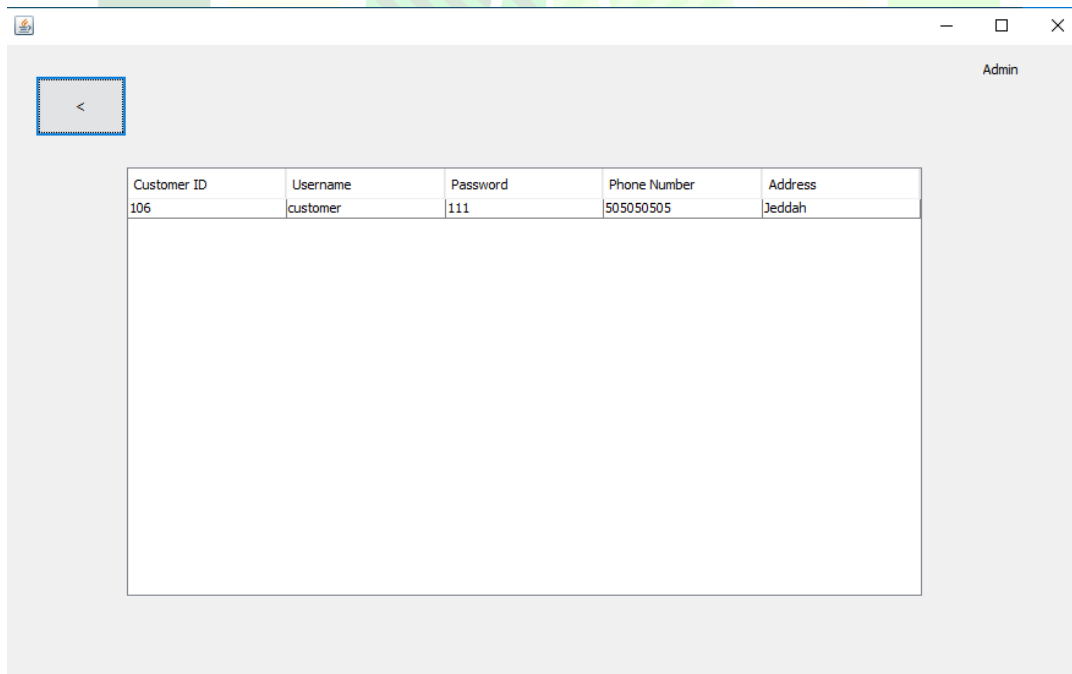 Admin
<
Customer ID Username Password Phone Number Address
106 customer 111 505050505 Jeddah